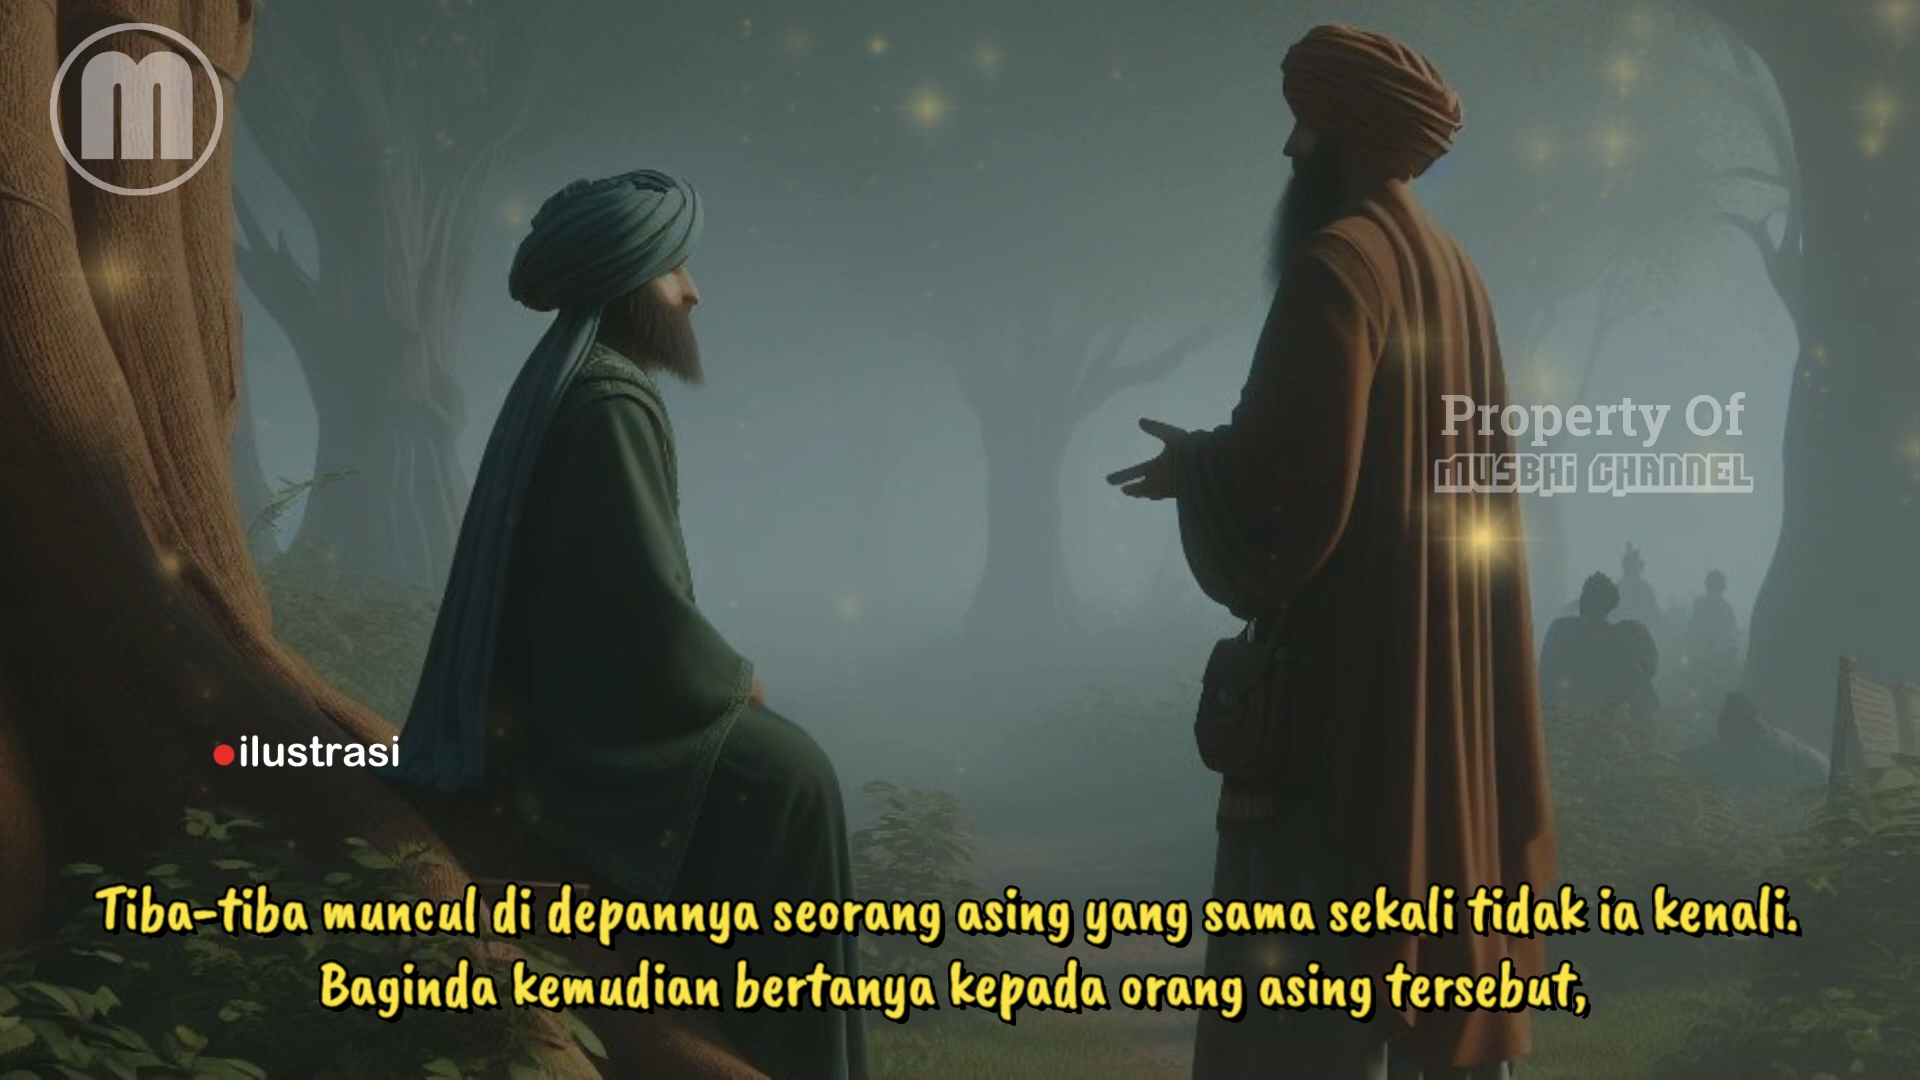 M
Property Of
MUSBHi CHANNEL
ilustrasi
Tiba-tiba muncul di depannya seorang asing yang sama sekali tidak ia kenali.
Baginda kemudian bertanya kepada orang asing tersebut,